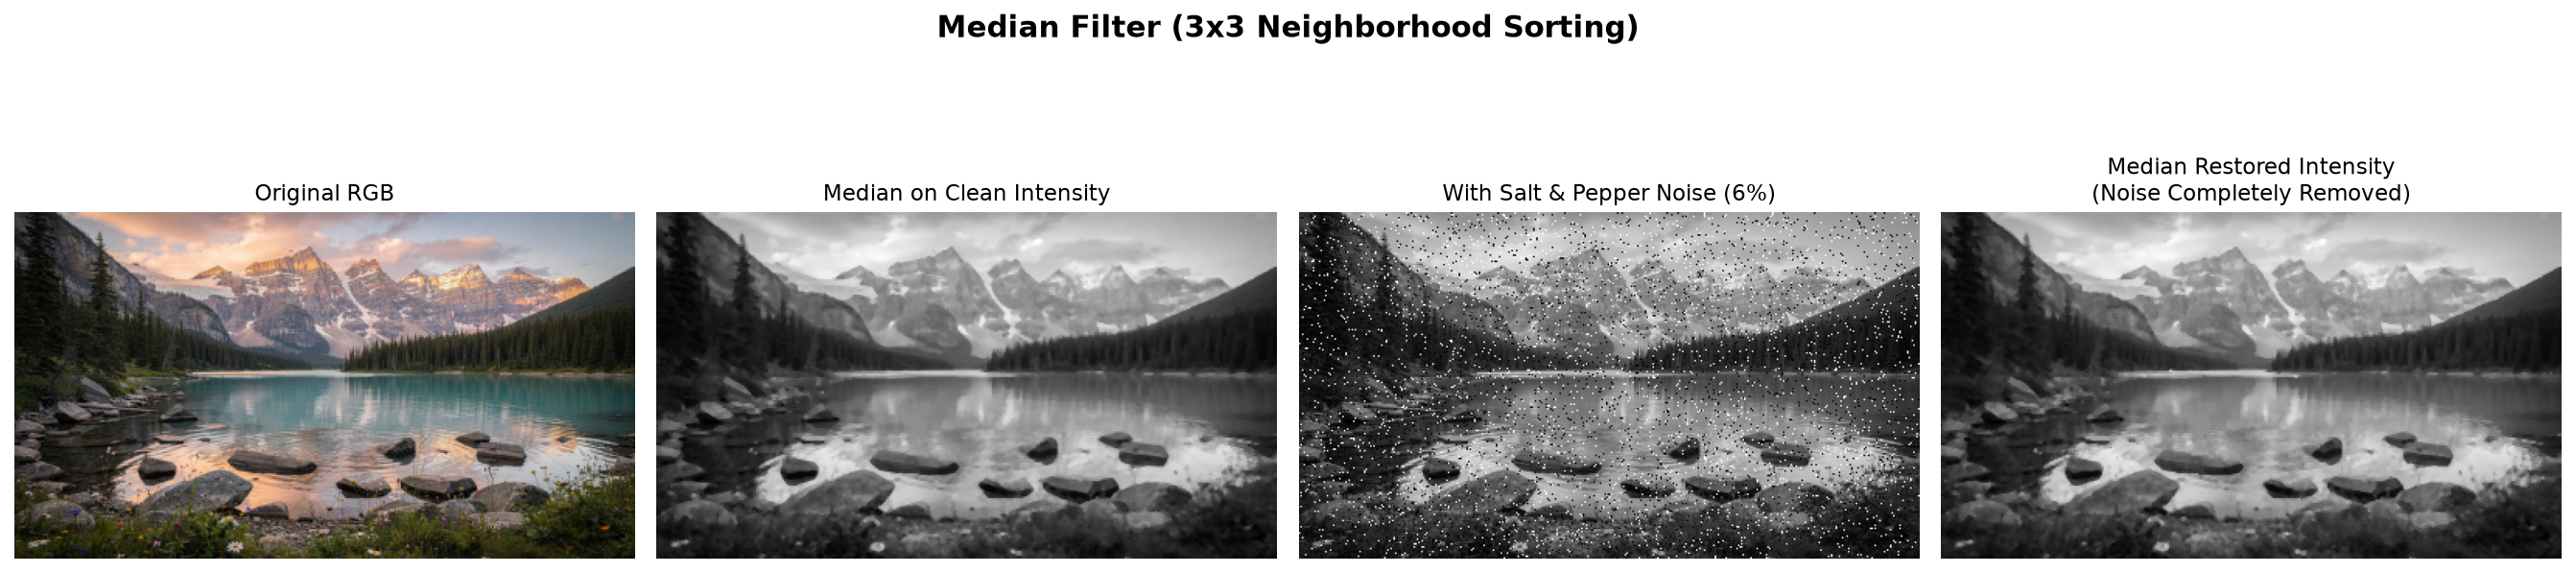 Median Filter (3x3 Neighborhood Sorting)
Original RGB
Median on Clean Intensity
With Salt & Pepper Noise (6%)
Median Restored Intensity
(Noise Completely Removed)